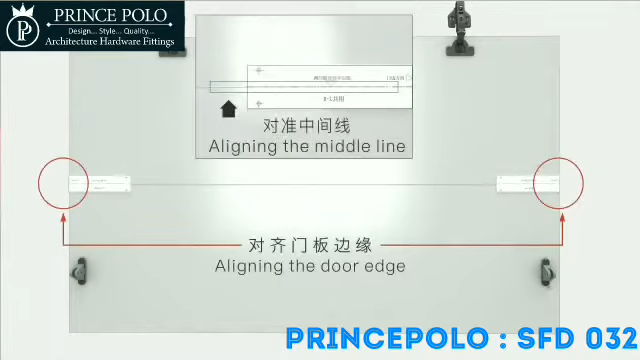 PRINCE POLO
Design... Style... Quality...
Architecture Hardware Fittings
PP
对准中间线
Aligning the middle line
对齐门板边缘
Aligning the door edge
PRINCEPOLO : SFD 032